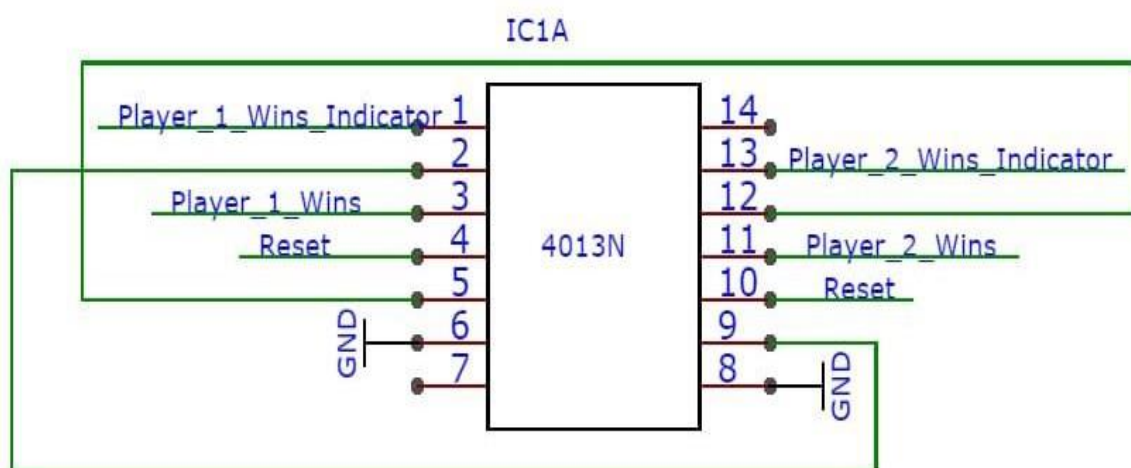 IC1A
Player_1_Wins_Indicator 1 14
2 13 Player_2_Wins_Indicator
Player_1_Wins 3 12
Reset 4 4013N 11 Player_2_Wins
5 10 Reset
GND 6 9
7 8 GND